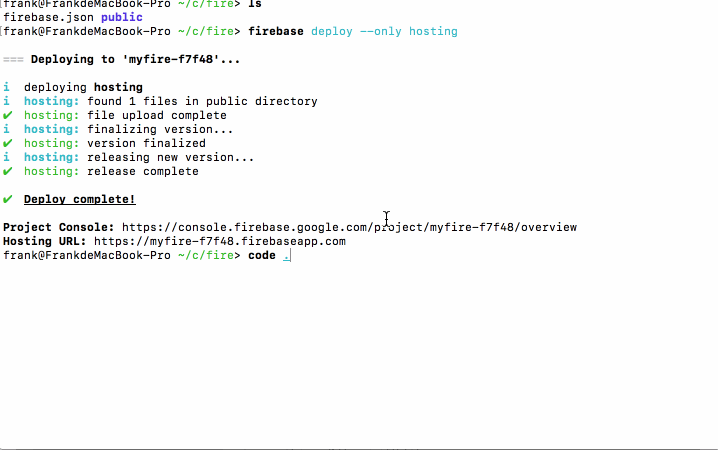 frank@FrankdeMacBook-Pro ~/c/fire> ls
firebase.json public
frank@FrankdeMacBook-Pro ~/c/fire> firebase deploy --only hosting
=== Deploying to 'myfire-f7f48'...
i deploying hosting
i hosting: found 1 files in public directory
✔ hosting: file upload complete
i hosting: finalizing version...
✔ hosting: version finalized
i hosting: releasing new version...
✔ hosting: release complete
✔ Deploy complete!
Project Console: https://console.firebase.google.com/project/myfire-f7f48/overview
Hosting URL: https://myfire-f7f48.firebaseapp.com
frank@FrankdeMacBook-Pro ~/c/fire> code .